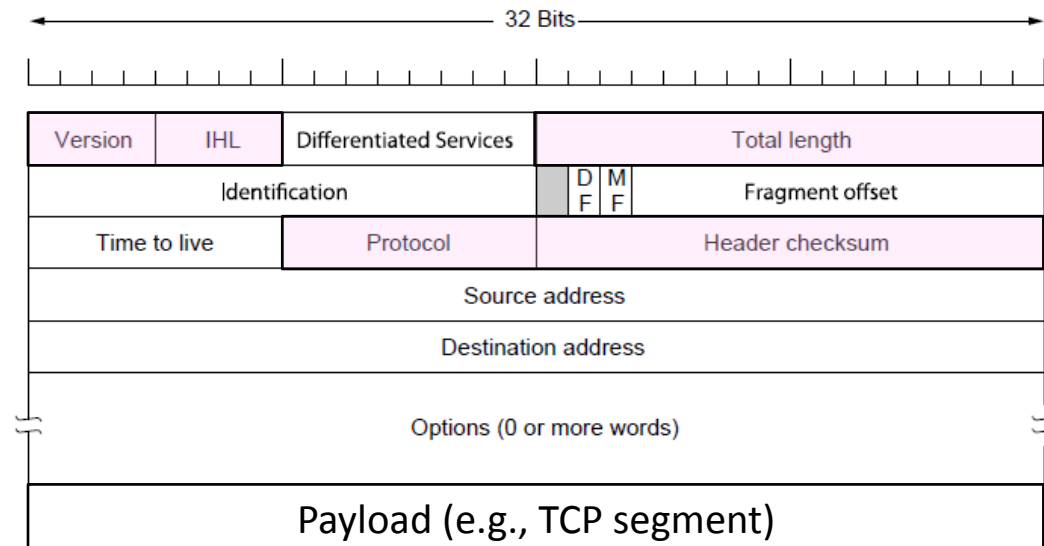 32 Bits
Version IHL Differentiated Services Total length
Identification D M Fragment offset
F F
Time to live Protocol Header checksum
Source address
Destination address
Options (0 or more words)
Payload (e.g., TCP segment)